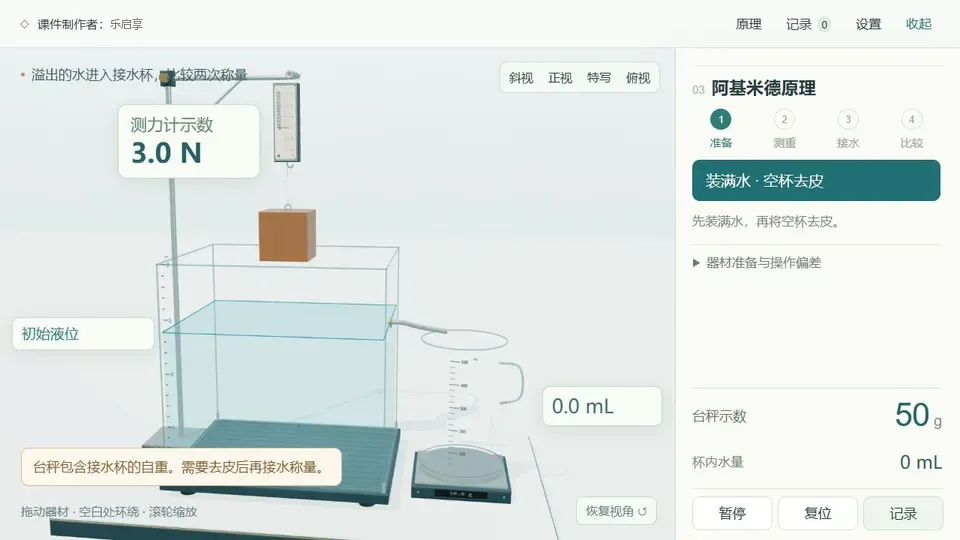 课件制作者：乐启享
原理
记录 0
设置
收起
溢出的水进入接水杯，比较两次称量
斜视
正视
特写
俯视
测力计示数
3.0 N
初始液位
0.0 mL
台秤包含接水杯的自重。需要去皮后再接水称量。
拖动器材 · 空白处环绕 · 滚轮缩放
恢复视角 ↺
03 阿基米德原理
1
2
3
4
准备
测重
接水
比较
装满水 · 空杯去皮
先装满水，再将空杯去皮。
▶ 器材准备与操作偏差
台秤示数
50 g
杯内水量
0 mL
暂停
复位
记录